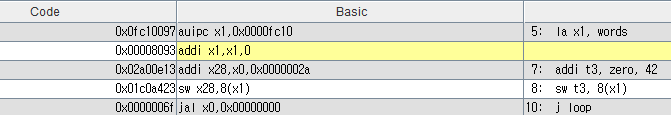 Code Basic
0x0fc10097 auipc x1,0x0000fc10 5: la x1, words
0x00008093 addi x1,x1,0
0x02a00e13 addi x28,x0,0x0000002a 7: addi t3, zero, 42
0x01c0a423 sw x28,8(x1) 8: sw t3, 8(x1)
0x0000006f jal x0,0x00000000 10: j loop